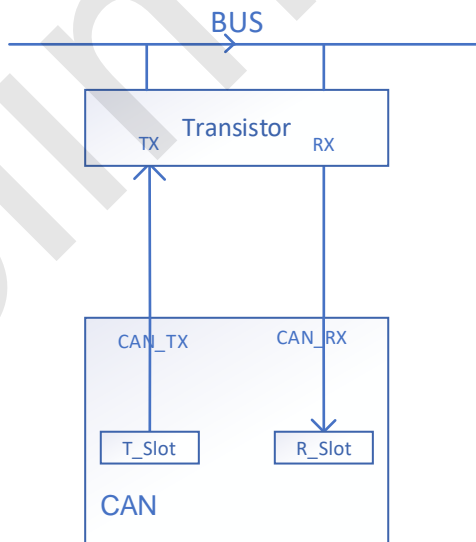 BUS
Transistor
TX
RX
CAN_TX
CAN_RX
T_Slot
R_Slot
CAN